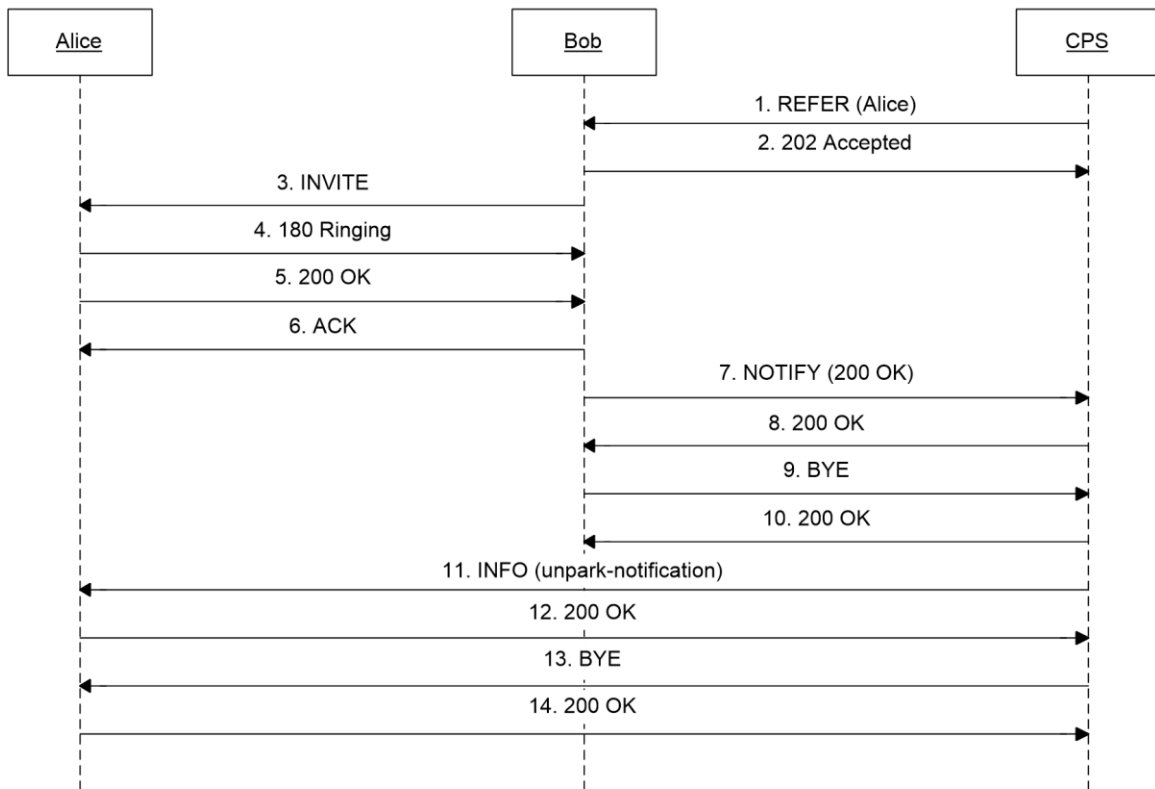 Alice
Bob
CPS
1. REFER (Alice)
2. 202 Accepted
3. INVITE
4. 180 Ringing
5. 200 OK
6. ACK
7. NOTIFY (200 OK)
8. 200 OK
9. BYE
10. 200 OK
11. INFO (unpark-notification)
12. 200 OK
13. BYE
14. 200 OK